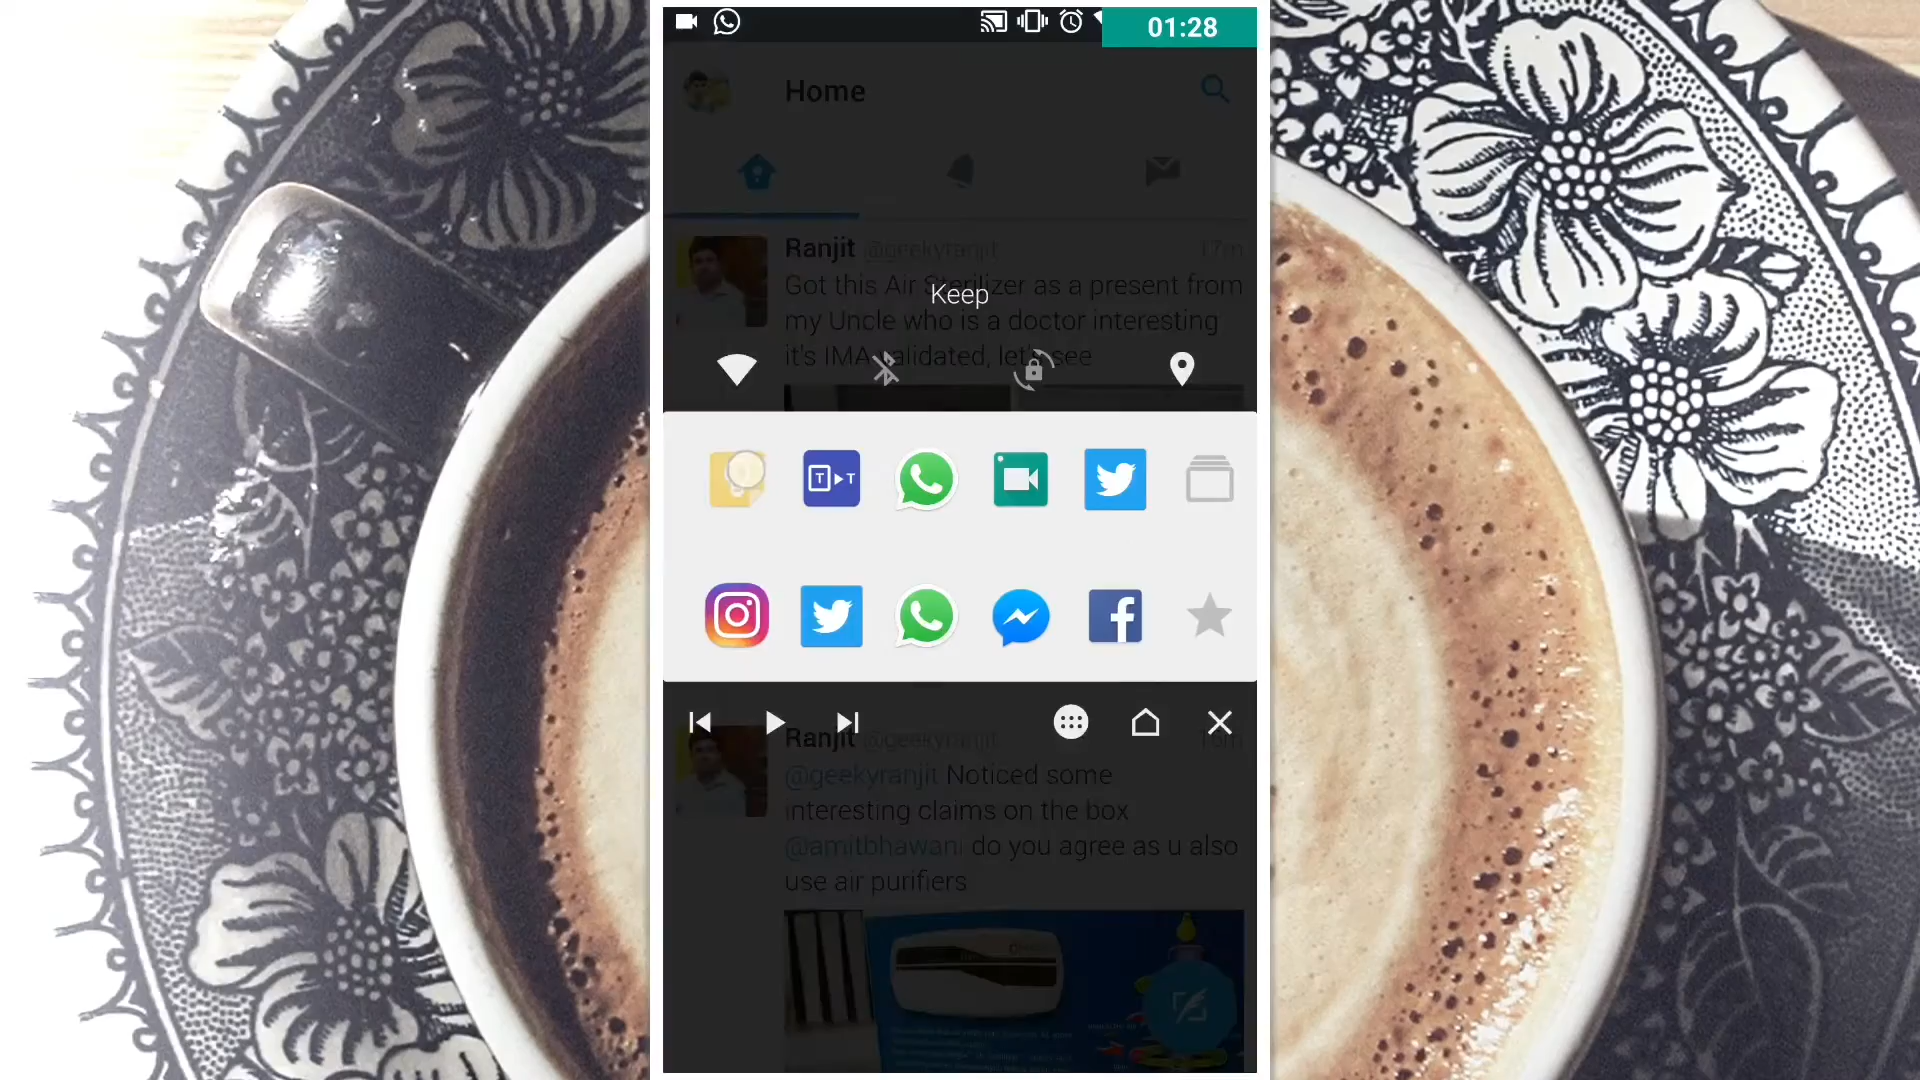 01:28
Home
Ranjit @geekyranjit 17m
Got this Air Sterilizer as a present from
Keep
my Uncle who is a doctor interesting
it's IMA validated, let's see
T T
Ranjit @geekyranjit
@geekyranjit Noticed some
interesting claims on the box
@amitbhawani do you agree as u also
use air purifiers